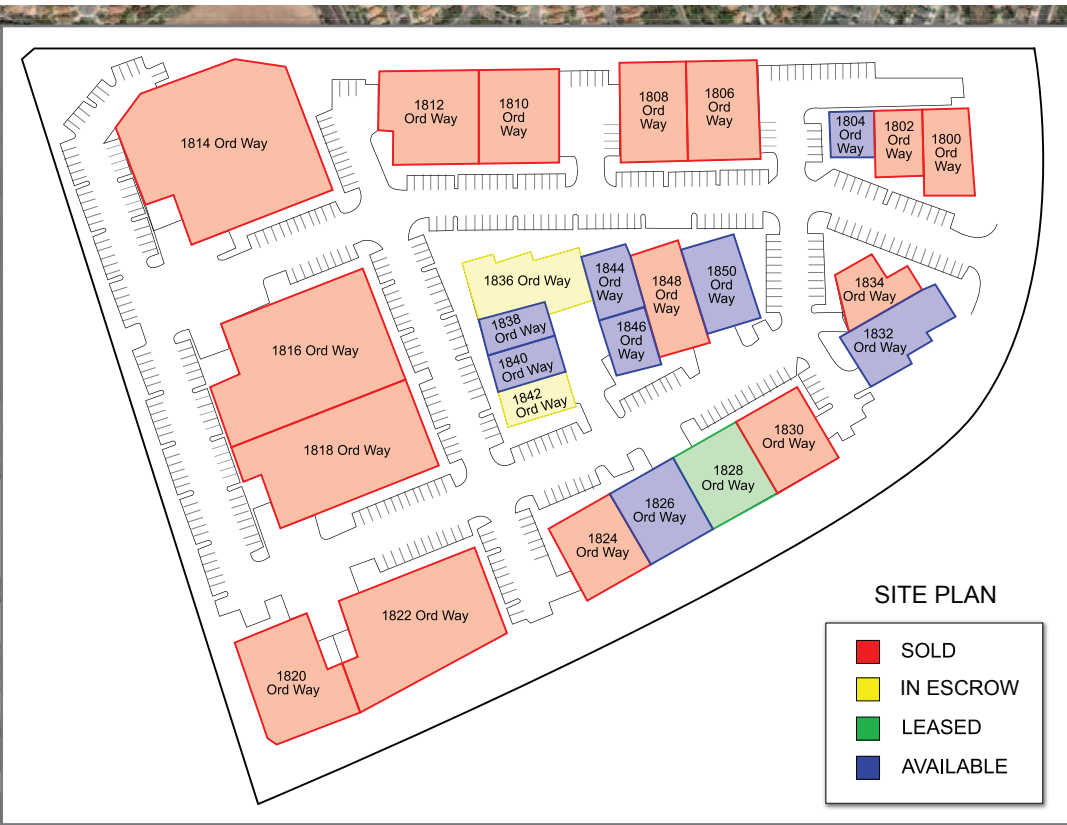 1814 Ord Way
1812
Ord Way
1810
Ord
Way
1808
Ord
Way
1806
Ord
Way
1804
Ord
Way
1802
Ord
Way
1800
Ord
Way
1836 Ord Way
1844
Ord
Way
1848
Ord
Way
1850
Ord
Way
1834
Ord Way
1838
Ord Way
1846
Ord
Way
1832
Ord Way
1816 Ord Way
1840
Ord Way
1842
Ord Way
1818 Ord Way
1830
Ord Way
1828
Ord Way
1826
Ord Way
1824
Ord Way
1822 Ord Way
1820
Ord Way
SITE PLAN
SOLD
IN ESCROW
LEASED
AVAILABLE